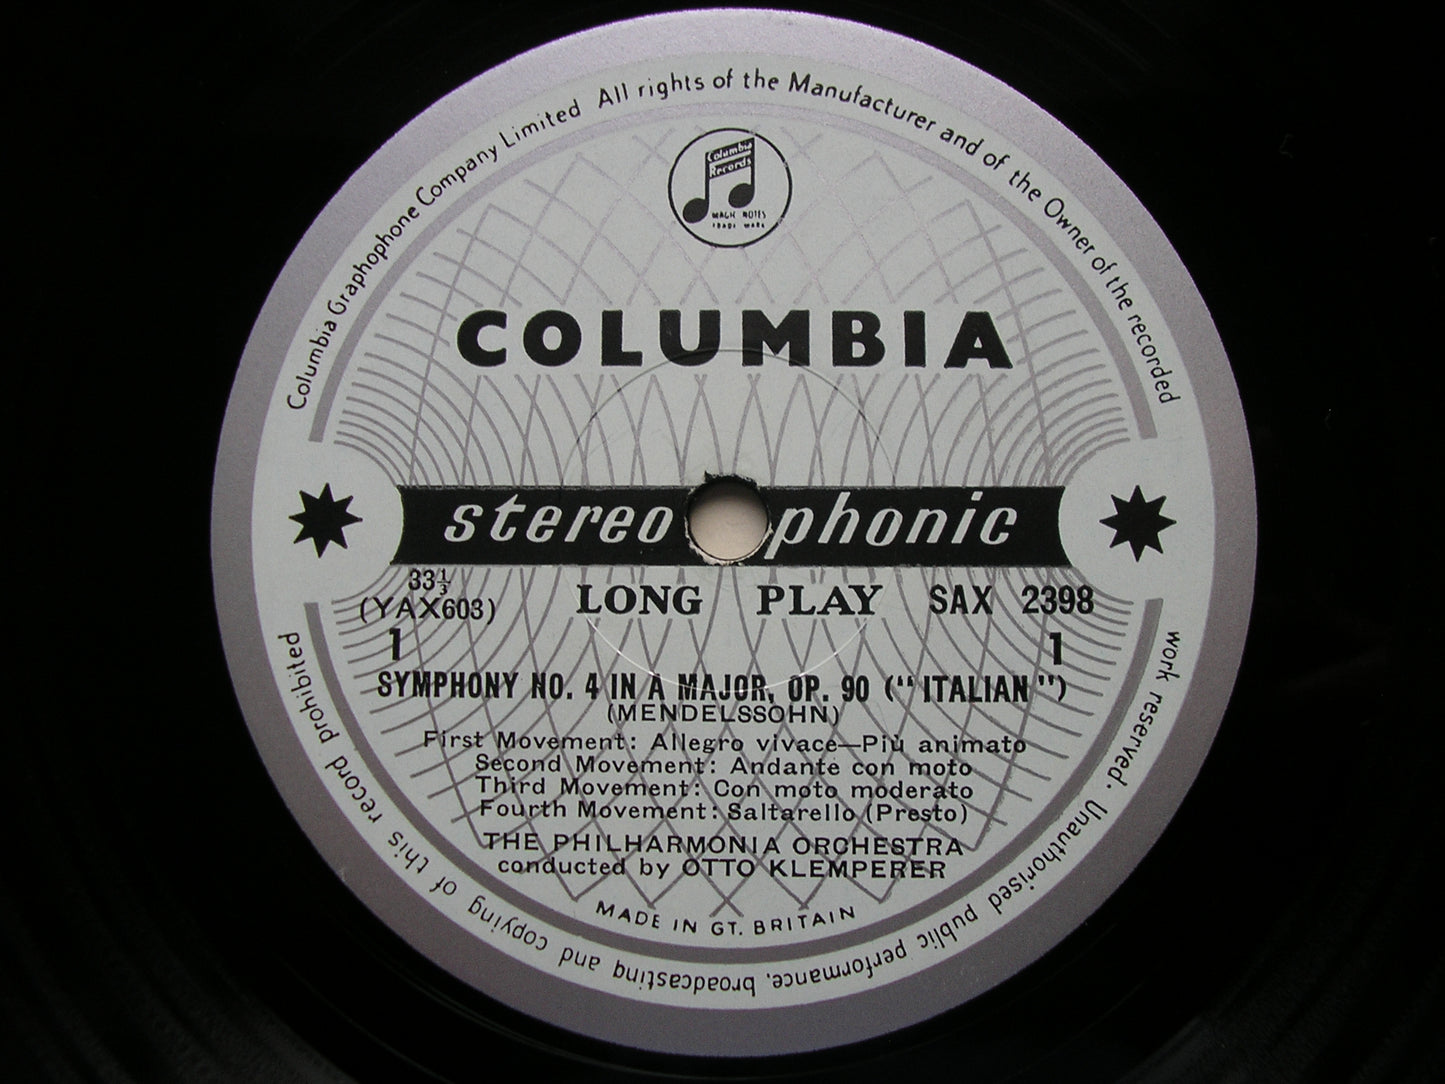 Columbia Graphophone Company Limited All rights of the Manufacturer and of the Owner of the recorded
work reserved. Unauthorised public performance, broadcasting and copying of this record prohibited
Columbia
Records
MAGIC NOTES
TRADE MARK
COLUMBIA
stereophonic
33⅓
(YAX603)
LONG PLAY SAX 2398
1 1
SYMPHONY NO. 4 IN A MAJOR, OP. 90 ("ITALIAN")
(MENDELSSOHN)
First Movement: Allegro vivace—Più animato
Second Movement: Andante con moto
Third Movement: Con moto moderato
Fourth Movement: Saltarello (Presto)
THE PHILHARMONIA ORCHESTRA
conducted by OTTO KLEMPERER
MADE IN GT. BRITAIN